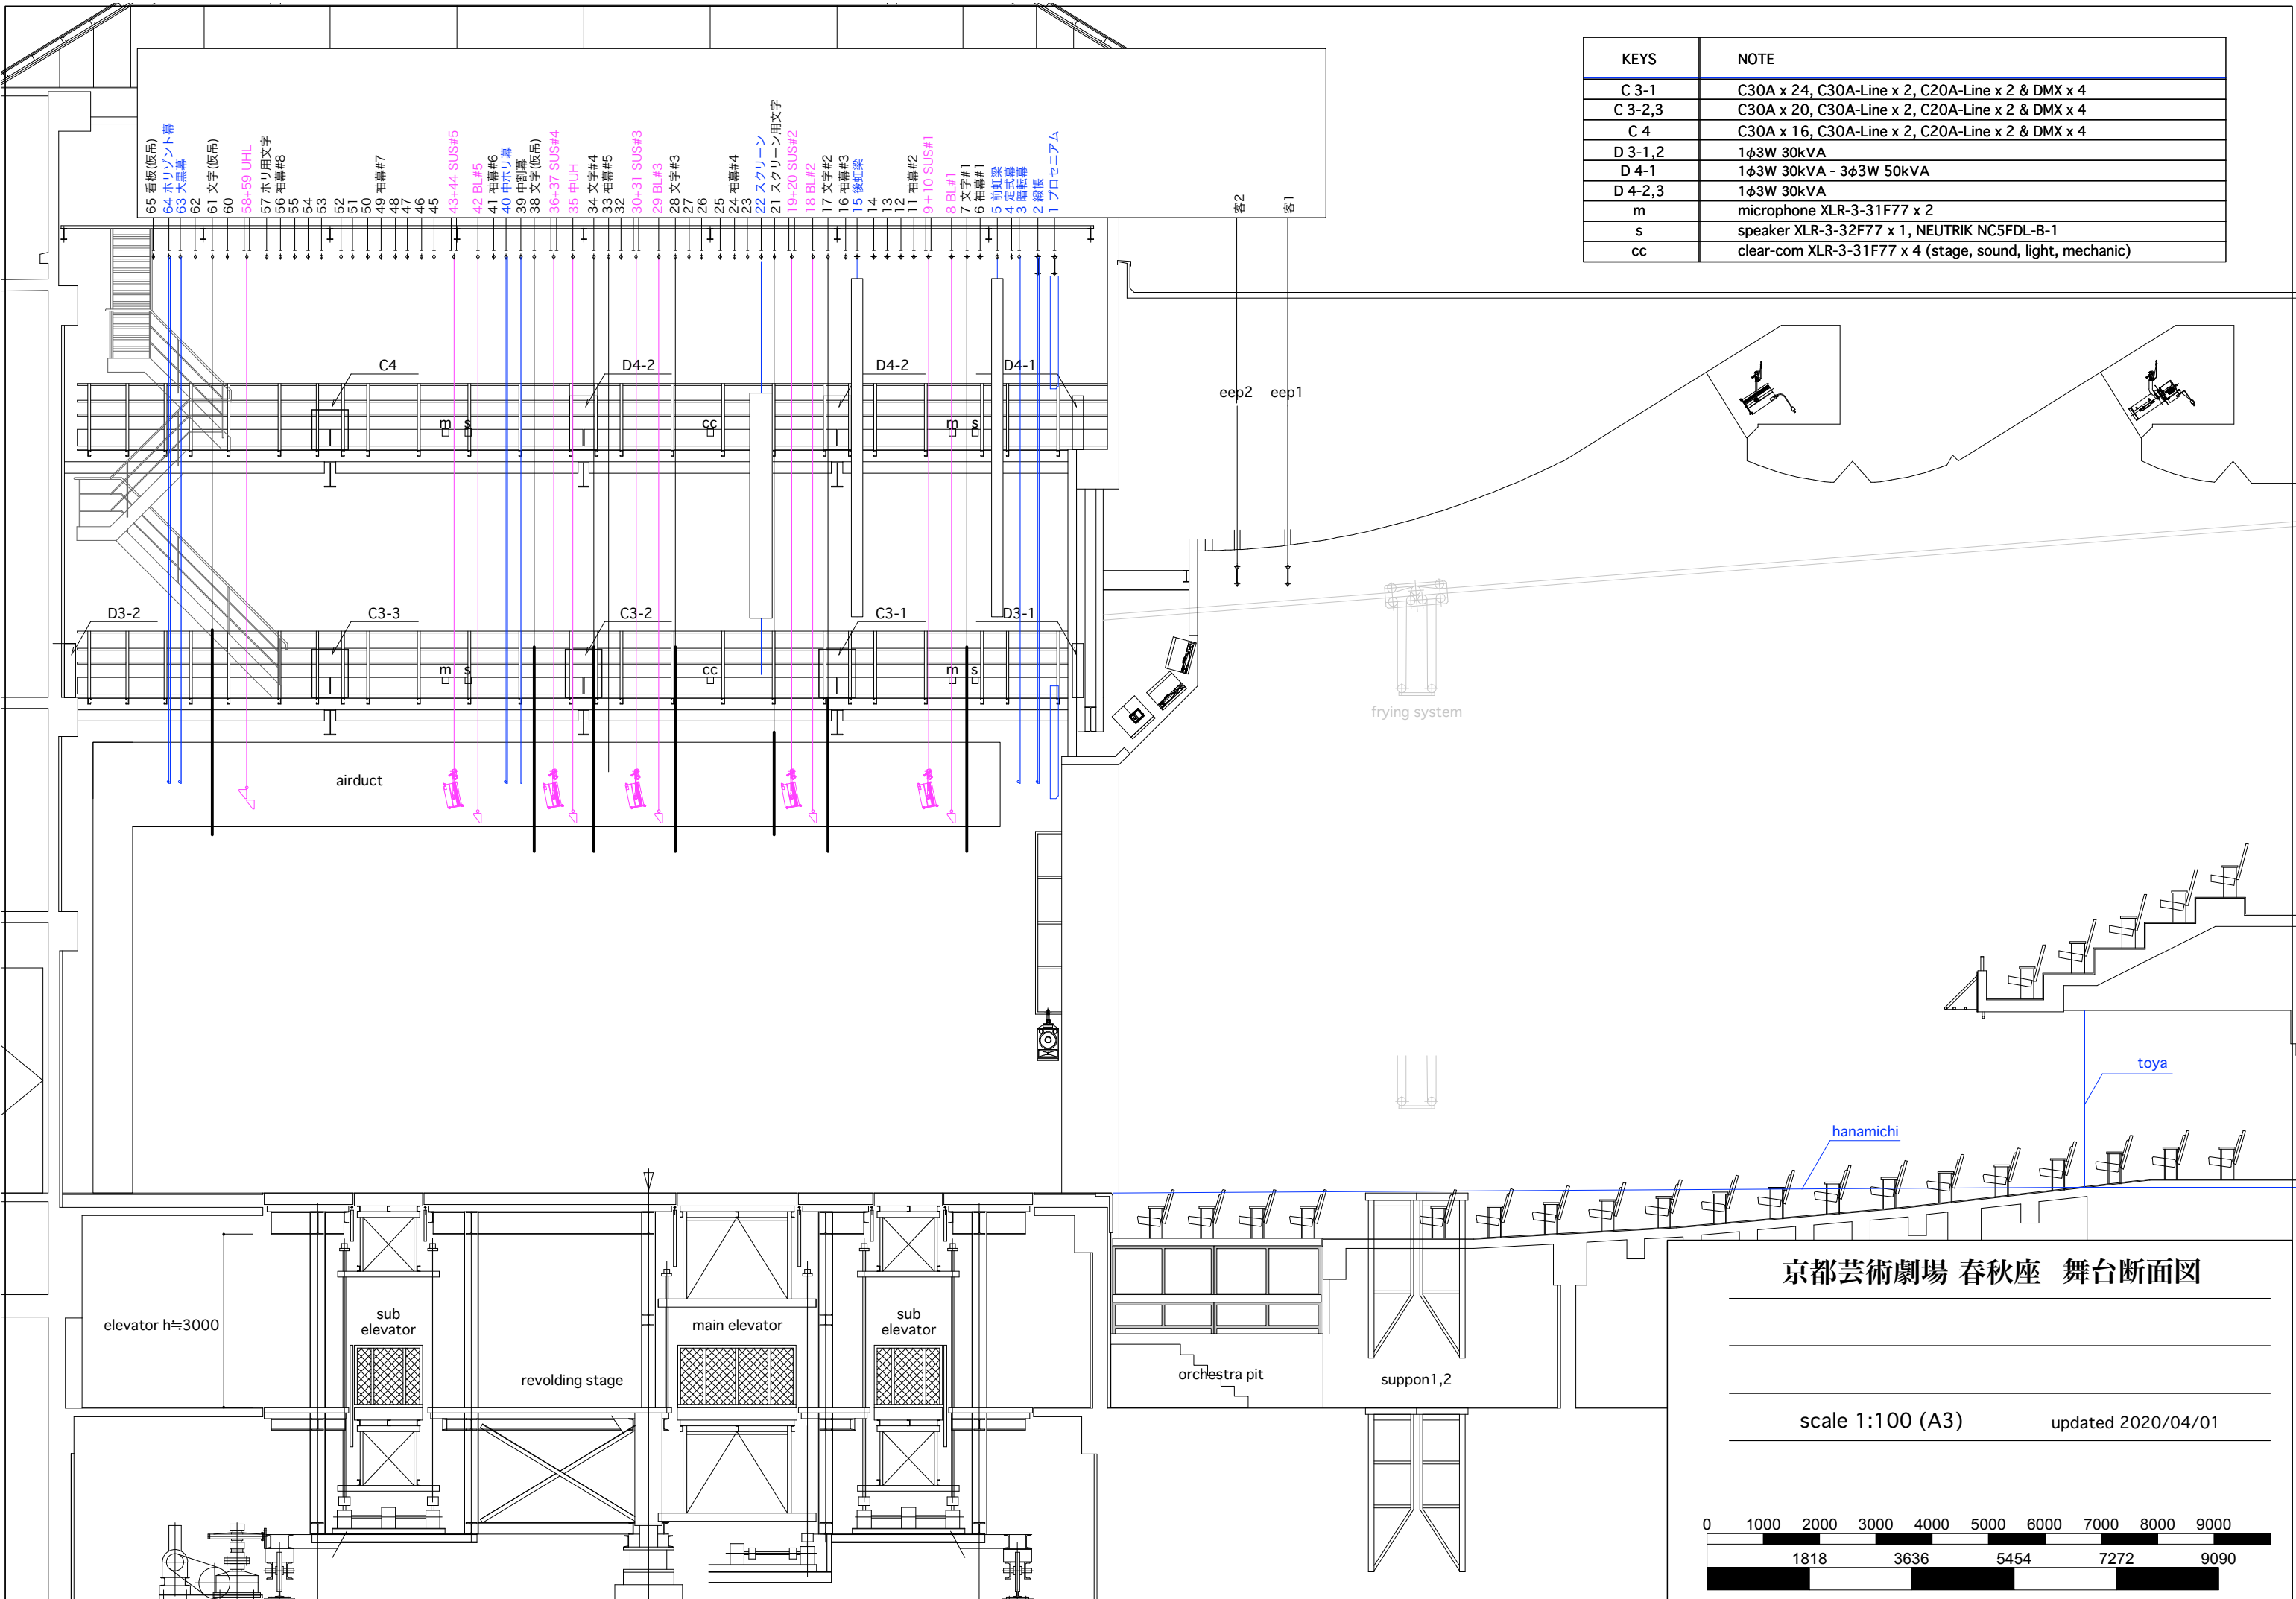 KEYS NOTE
C 3-1 C30A x 24, C30A-Line x 2, C20A-Line x 2 & DMX x 4
C 3-2,3 C30A x 20, C30A-Line x 2, C20A-Line x 2 & DMX x 4
C 4 C30A x 16, C30A-Line x 2, C20A-Line x 2 & DMX x 4
D 3-1,2 1ϕ3W 30kVA
D 4-1 1ϕ3W 30kVA - 3ϕ3W 50kVA
D 4-2,3 1ϕ3W 30kVA
m microphone XLR-3-31F77 x 2
s speaker XLR-3-32F77 x 1, NEUTRIK NC5FDL-B-1
cc clear-com XLR-3-31F77 x 4 (stage, sound, light, mechanic)
65 看板(仮吊)
64 ホリゾント幕
63 大黒幕
62
61 文字(仮吊)
60
58+59 UHL
57 ホリ用文字
56 袖幕#8
55
54
53
52
51
50
49 袖幕#7
48
47
46
45
43+44 SUS#5
42 BL#5
41 袖幕#6
40 中ホリ幕
39 中割幕
38 文字(仮吊)
36+37 SUS#4
35 中UH
34 文字#4
33 袖幕#5
32
30+31 SUS#3
29 BL#3
28 文字#3
27
26
25
24 袖幕#4
23
22 スクリーン
21 スクリーン用文字
19+20 SUS#2
18 BL#2
17 文字#2
16 袖幕#3
15 後虹梁
14
13
12
11 袖幕#2
9+10 SUS#1
8 BL#1
7 文字#1
6 袖幕#1
5 前虹梁
4 定式幕
3 暗転幕
2 緞帳
1 プロセニアム
客2
客1
C4 D4-2 D4-2 D4-1
eep2 eep1
m s cc m s
D3-2 C3-3 C3-2 C3-1 D3-1
m s cc m s
frying system
airduct
toya
hanamichi
elevator h≒3000
sub
elevator
revolding stage
main elevator
sub
elevator
orchestra pit
suppon1,2
京都芸術劇場 春秋座 舞台断面図
scale 1:100 (A3) updated 2020/04/01
0 1000 2000 3000 4000 5000 6000 7000 8000 9000
1818 3636 5454 7272 9090